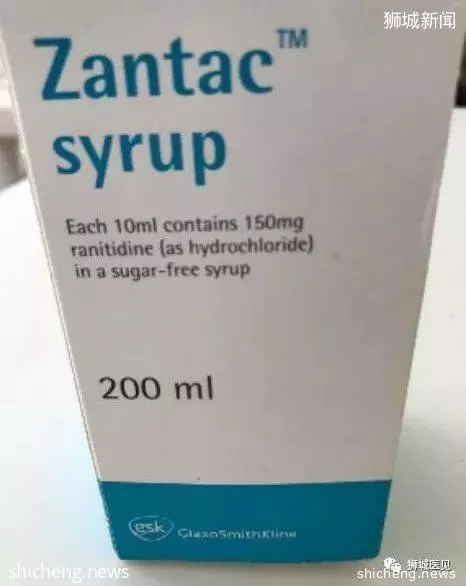 狮城新闻
Zantac™
syrup
Each 10ml contains 150mg
ranitidine (as hydrochloride)
in a sugar-free syrup
200 ml
gsk GlaxoSmithKline
狮城医见
shicheng.news shicheng.news